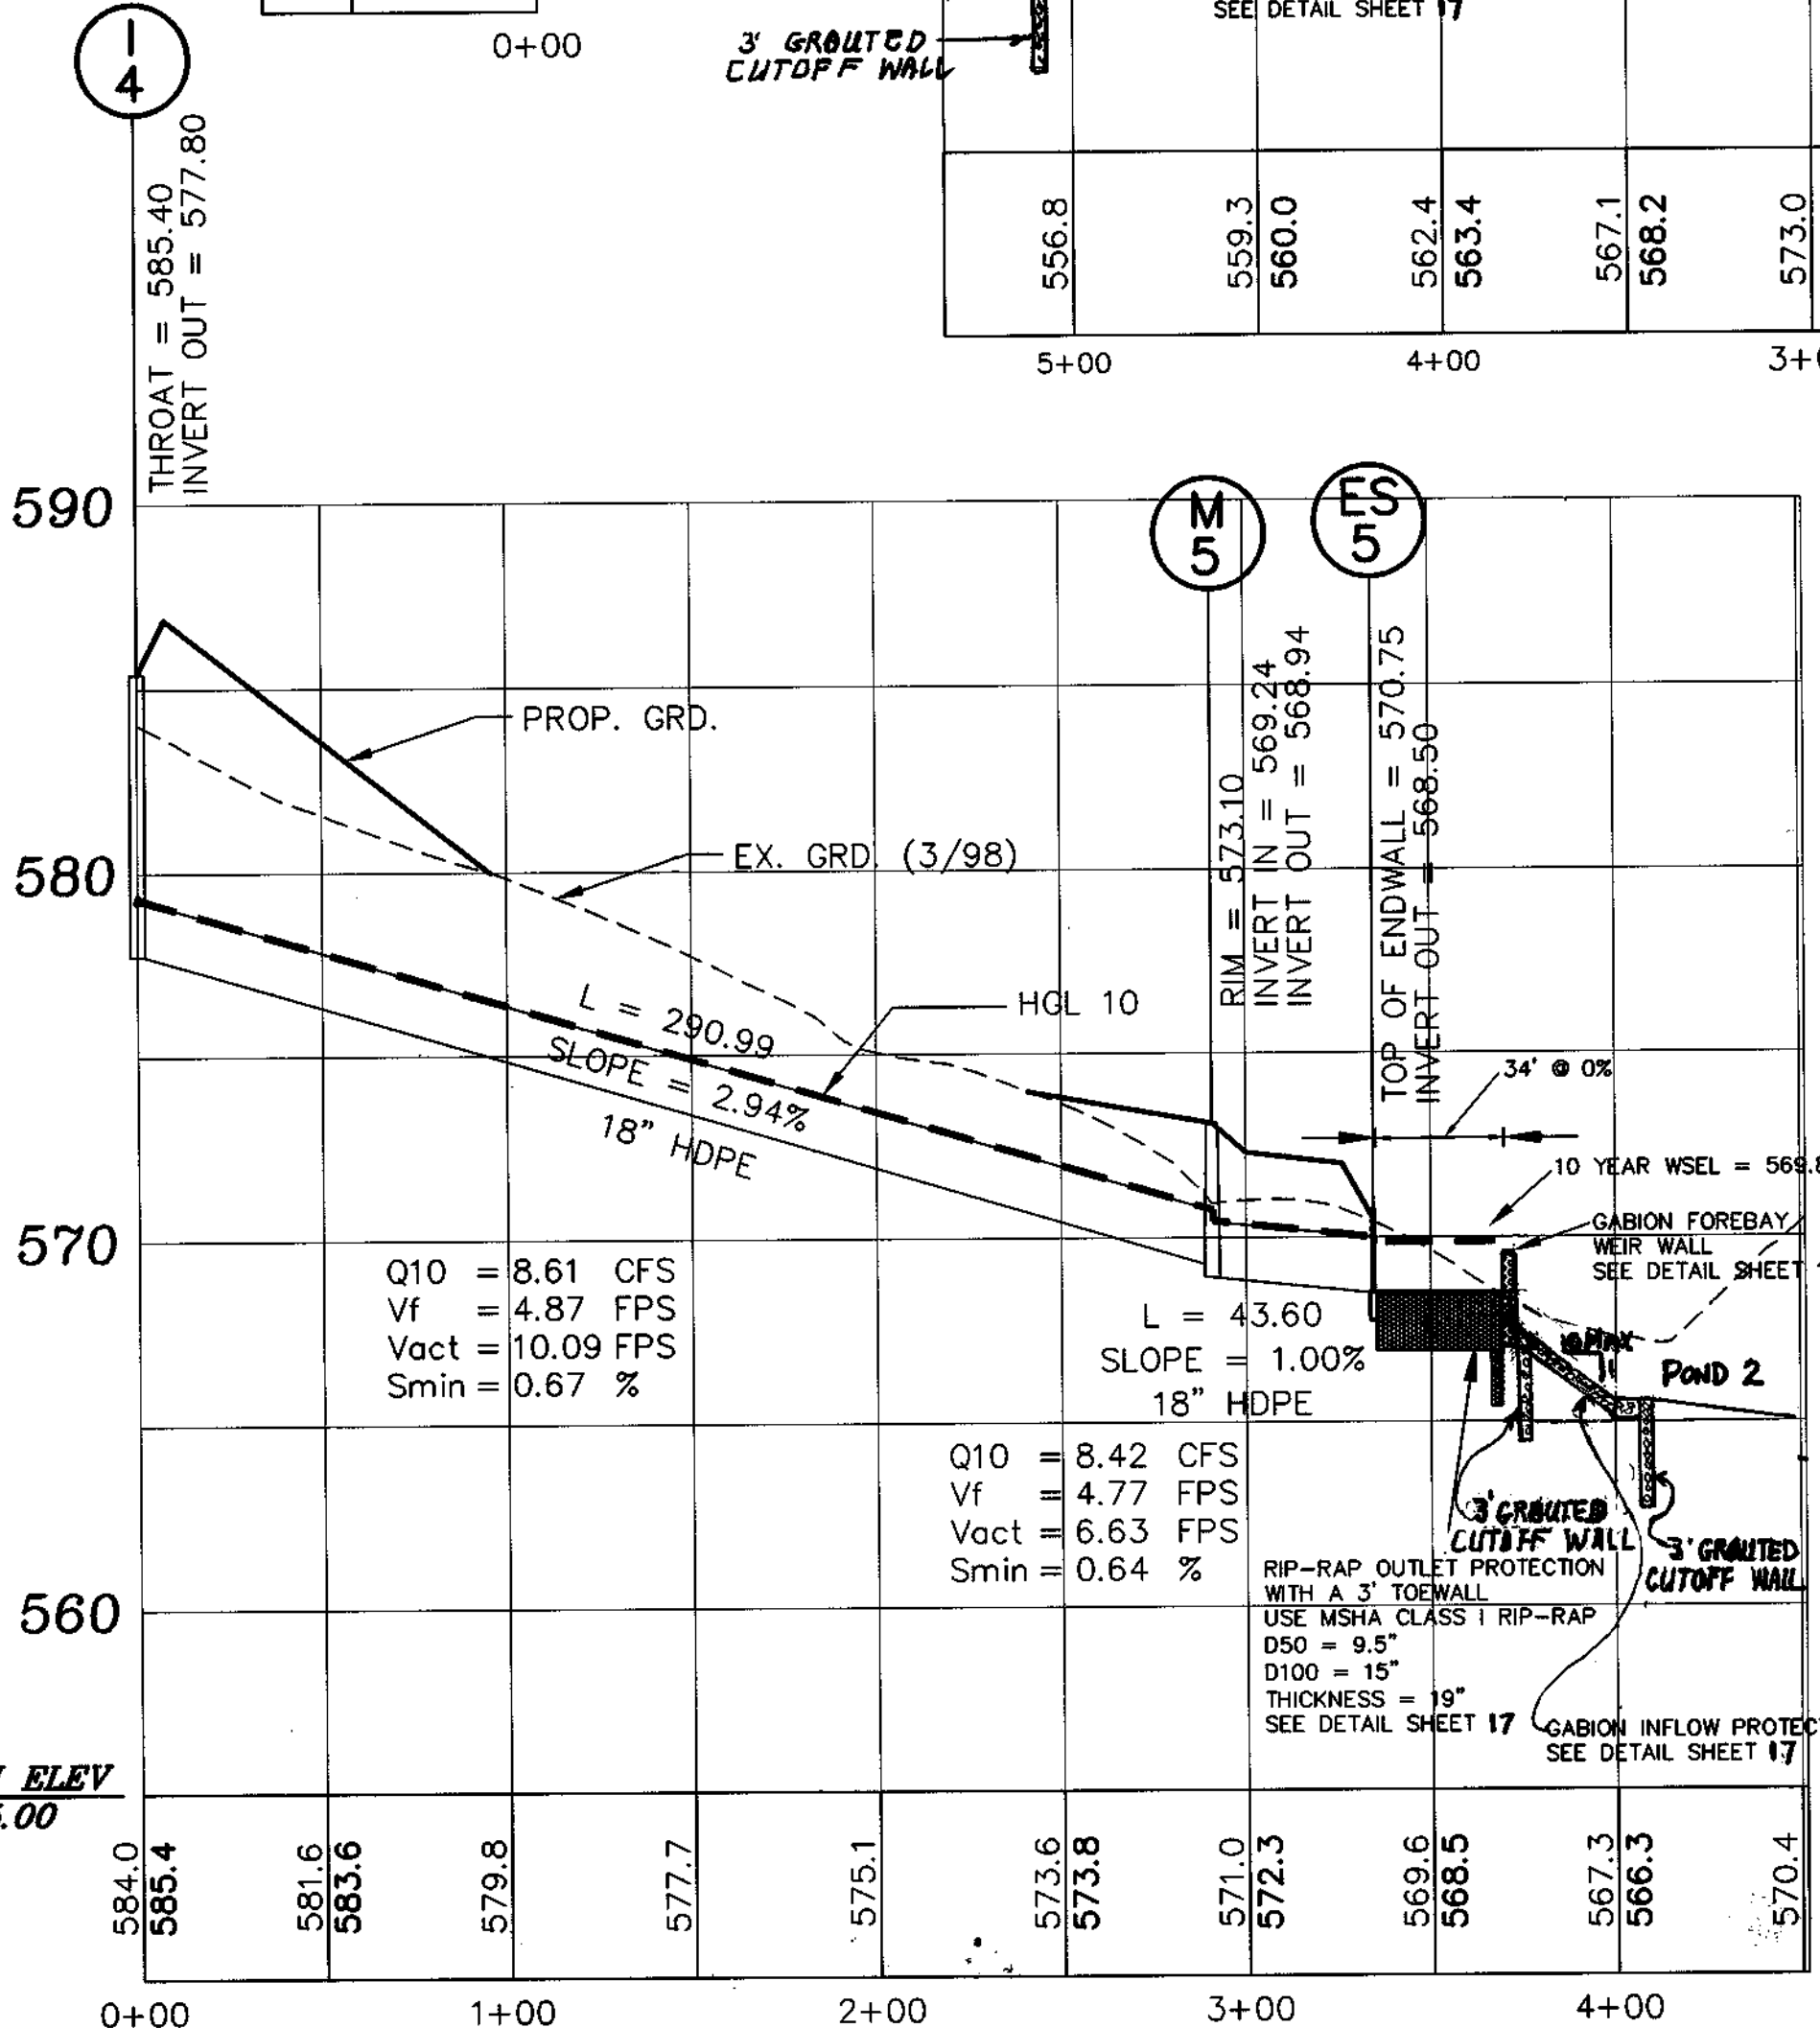 0+00
3' GROUTED
CUTOFF WALL
SEE DETAIL SHEET 17
I
4
THROAT = 585.40
INVERT OUT = 577.80
556.8
559.3
560.0
562.4
563.4
567.1
568.2
573.0
5+00
4+00
590
580
570
560
M
5
ES
5
RIM = 573.10
INVERT IN = 569.24
INVERT OUT = 568.94
TOP OF ENDWALL = 570.75
INVERT OUT = 568.50
PROP. GRD.
EX. GRD. (3/98)
HGL 10
L = 290.99
SLOPE = 2.94%
18" HDPE
34' @ 0%
10 YEAR WSEL = 569.8
GABION FOREBAY
WEIR WALL
SEE DETAIL SHEET
Q10 = 8.61 CFS
Vf = 4.87 FPS
Vact = 10.09 FPS
Smin = 0.67 %
L = 43.60
SLOPE = 1.00%
18" HDPE
POND 2
Q10 = 8.42 CFS
Vf = 4.77 FPS
Vact = 6.63 FPS
Smin = 0.64 %
3' GROUTED
CUTOFF WALL
3' GROUTED
CUTOFF WALL
RIP-RAP OUTLET PROTECTION
WITH A 3' TOEWALL
USE MSHA CLASS I RIP-RAP
D50 = 9.5"
D100 = 15"
THICKNESS = 19"
SEE DETAIL SHEET 17
GABION INFLOW PROTEC
SEE DETAIL SHEET 17
ELEV
.00
584.0
585.4
581.6
583.6
579.8
577.7
575.1
573.6
573.8
571.0
572.3
569.6
568.5
567.3
566.3
570.4
0+00
1+00
2+00
3+00
4+00